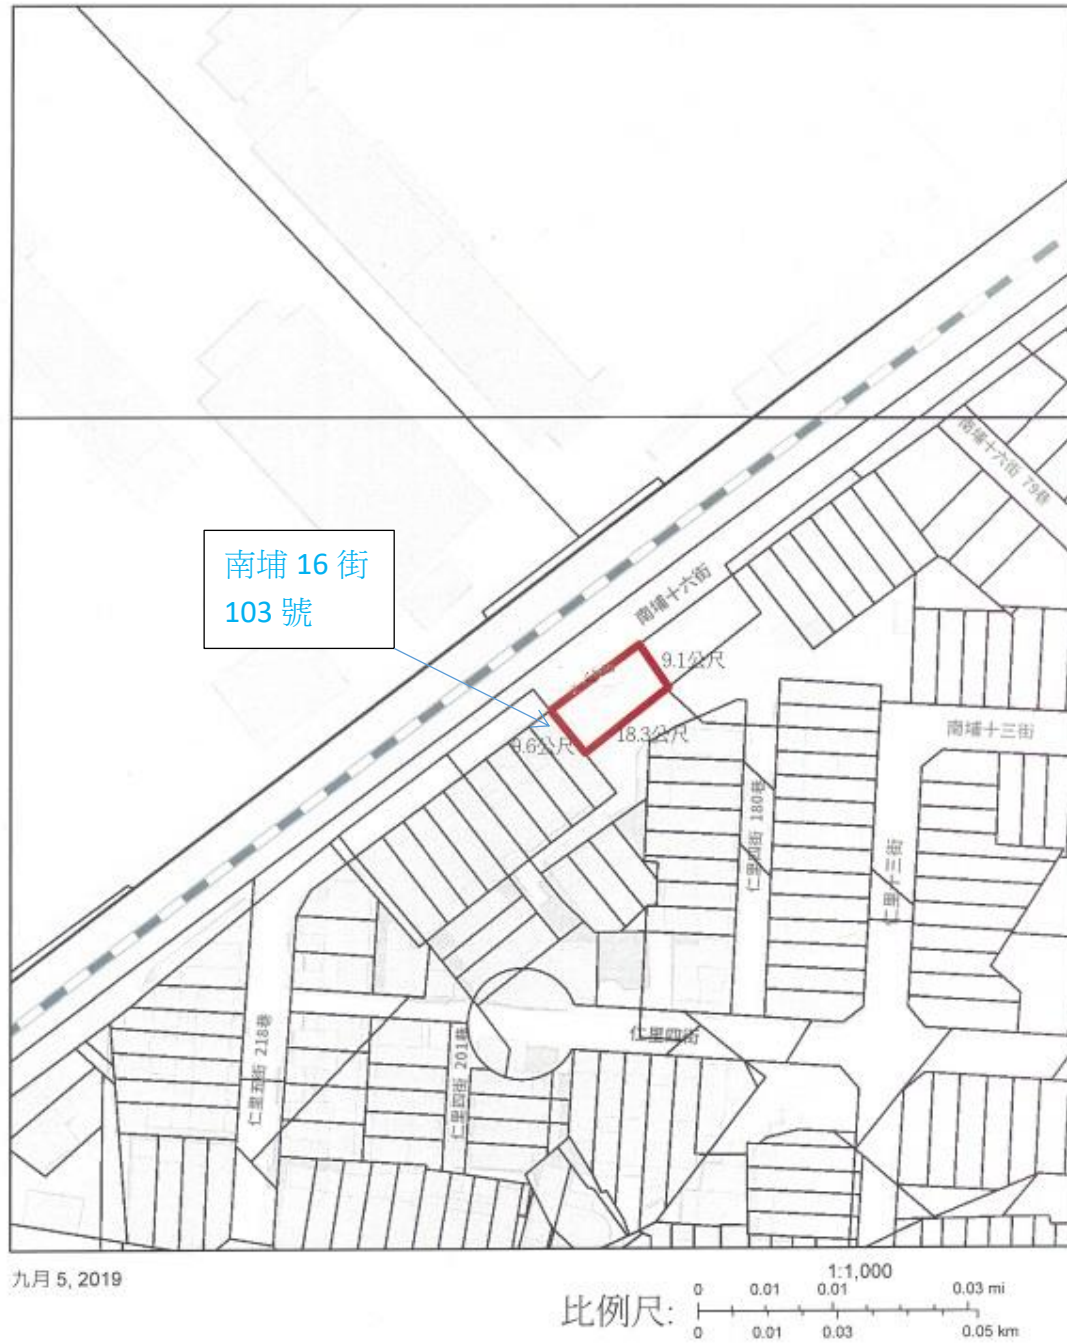 南埔十六街 79巷
南埔 16 街
103 號
南埔十六街
9.1公尺
18.3公尺
9.6公尺
南埔十三街
仁里四街 180巷
仁里十三街
仁里四街
仁里五街 218巷
仁里四街 201巷
九月 5, 2019
1:1,000
比例尺:
0 0.01 0.01 0.03 mi
0 0.01 0.03 0.05 km